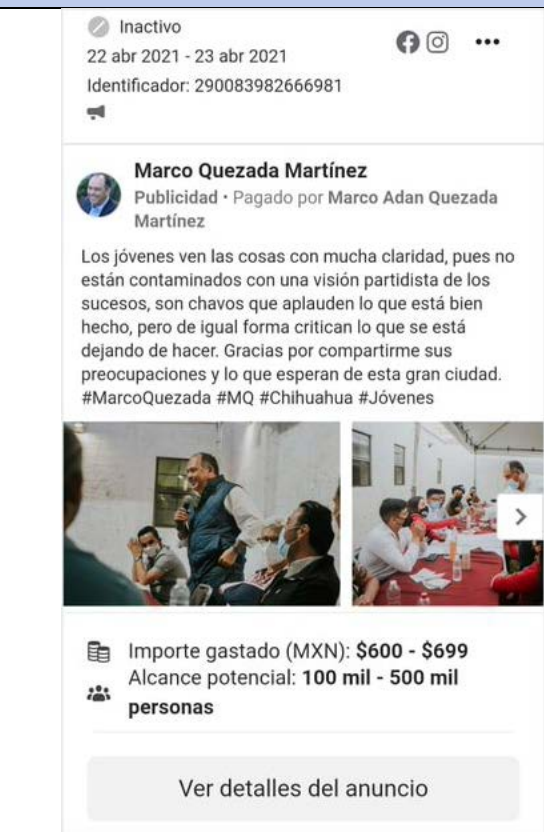 Inactivo
22 abr 2021 - 23 abr 2021
Identificador: 290083982666981
Marco Quezada Martínez
Publicidad • Pagado por Marco Adan Quezada
Martínez
Los jóvenes ven las cosas con mucha claridad, pues no
están contaminados con una visión partidista de los
sucesos, son chavos que aplauden lo que está bien
hecho, pero de igual forma critican lo que se está
dejando de hacer. Gracias por compartirme sus
preocupaciones y lo que esperan de esta gran ciudad.
#MarcoQuezada #MQ #Chihuahua #Jóvenes
Importe gastado (MXN): $600 - $699
Alcance potencial: 100 mil - 500 mil
personas
Ver detalles del anuncio